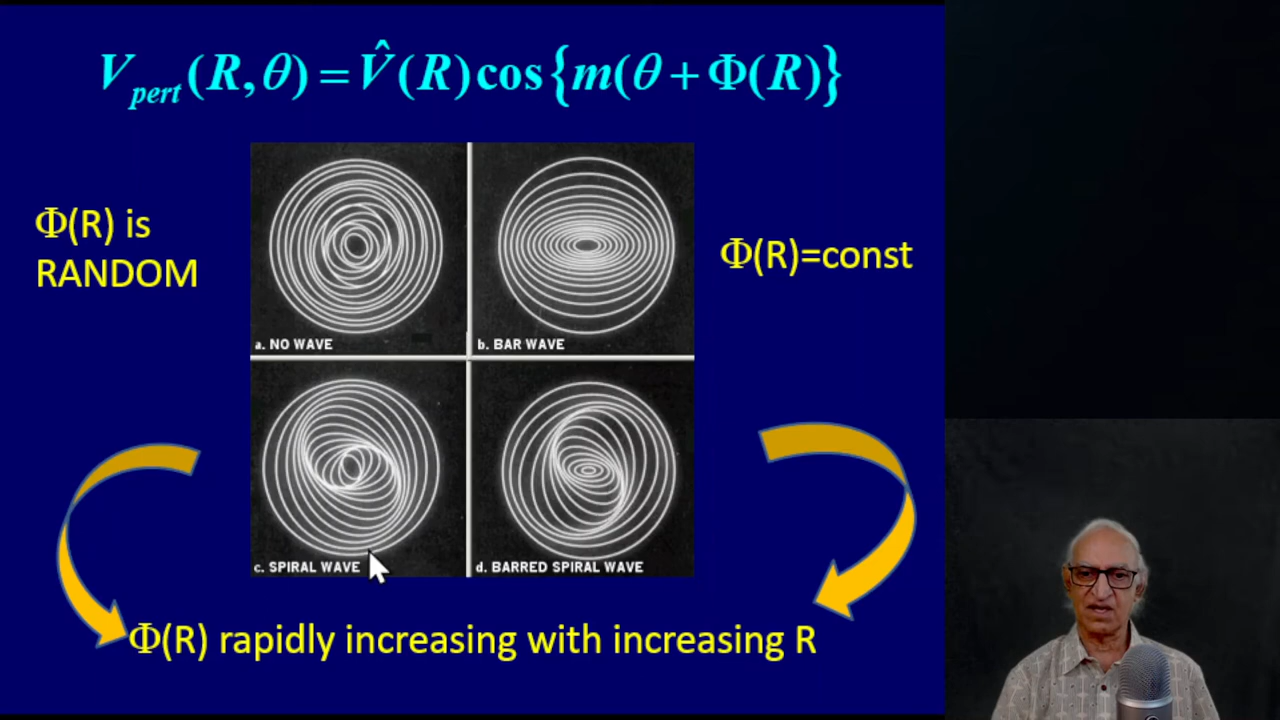 V_pert(R,θ) = V̂(R)cos{m(θ+Φ(R)}
Φ(R) is
RANDOM
Φ(R)=const
a. NO WAVE
b. BAR WAVE
c. SPIRAL WAVE
d. BARRED SPIRAL WAVE
Φ(R) rapidly increasing with increasing R